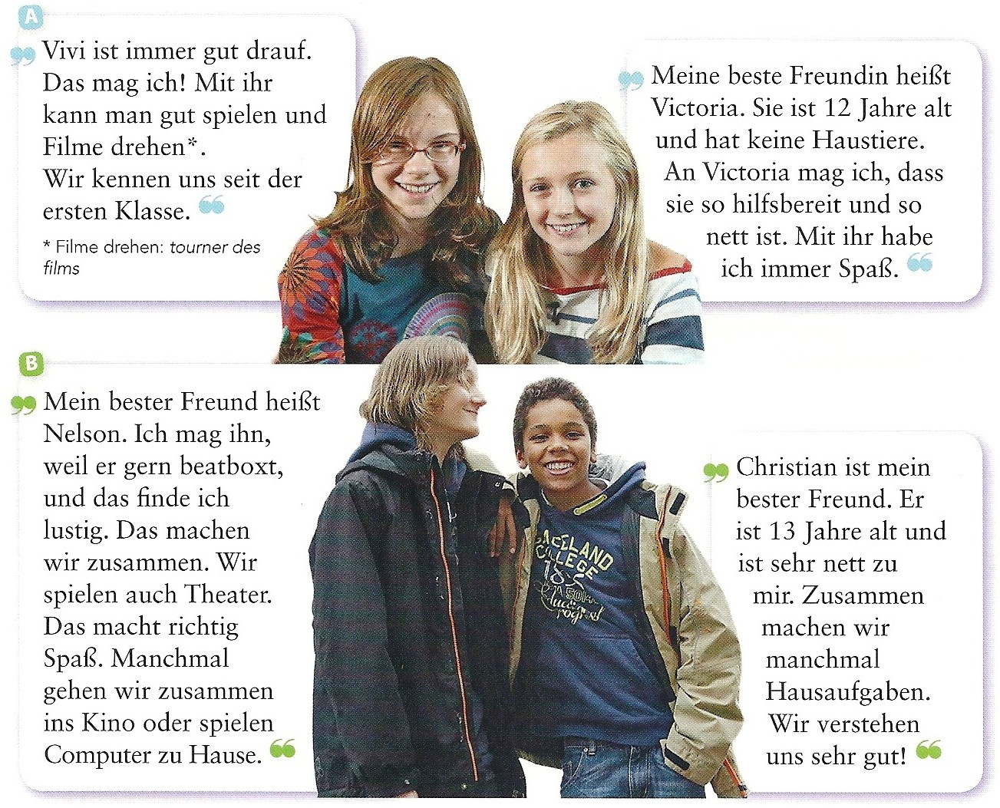 A
Vivi ist immer gut drauf.
Das mag ich! Mit ihr
kann man gut spielen und
Filme drehen*.
Wir kennen uns seit der
ersten Klasse.
* Filme drehen: tourner des
films
Meine beste Freundin heißt
Victoria. Sie ist 12 Jahre alt
und hat keine Haustiere.
An Victoria mag ich, dass
sie so hilfsbereit und so
nett ist. Mit ihr habe
ich immer Spaß.
B
Mein bester Freund heißt
Nelson. Ich mag ihn,
weil er gern beatboxt,
und das finde ich
lustig. Das machen
wir zusammen. Wir
spielen auch Theater.
Das macht richtig
Spaß. Manchmal
gehen wir zusammen
ins Kino oder spielen
Computer zu Hause.
COLLEGE
Christian ist mein
bester Freund. Er
ist 13 Jahre alt und
ist sehr nett zu
mir. Zusammen
machen wir
manchmal
Hausaufgaben.
Wir verstehen
uns sehr gut!